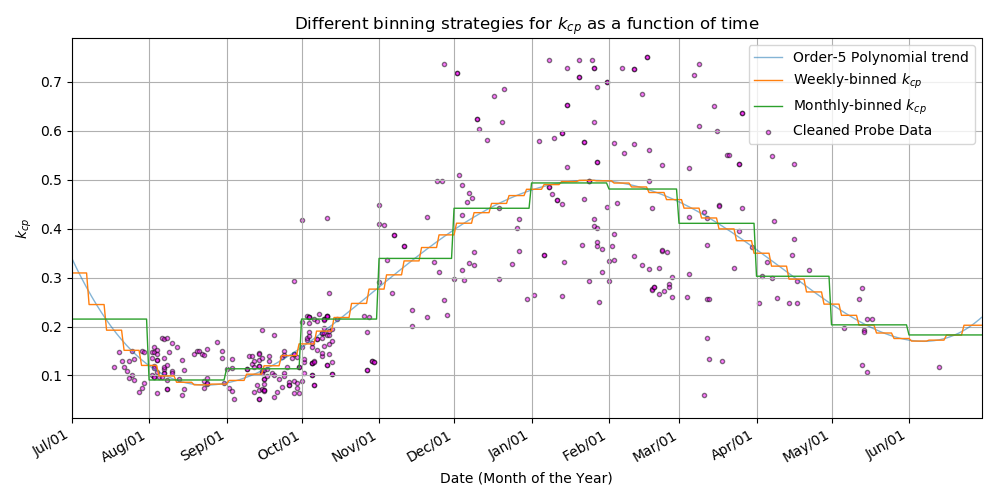 Different binning strategies for k_cp as a function of time
Order-5 Polynomial trend
Weekly-binned k_cp
Monthly-binned k_cp
Cleaned Probe Data
k_cp
0.7
0.6
0.5
0.4
0.3
0.2
0.1
Jul/01
Aug/01
Sep/01
Oct/01
Nov/01
Dec/01
Jan/01
Feb/01
Mar/01
Apr/01
May/01
Jun/01
Date (Month of the Year)